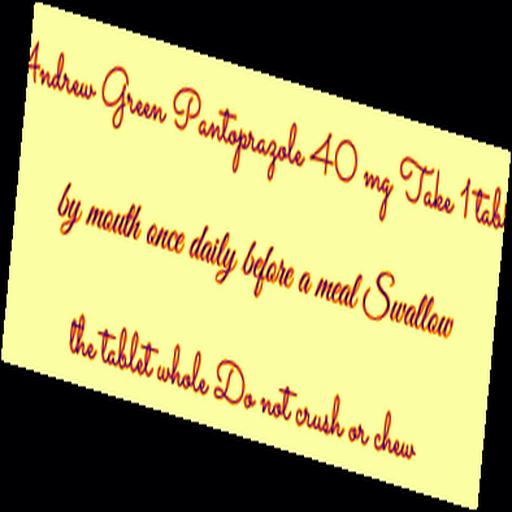 Andrew Green Pantoprazole 40 mg Take 1 tab
by mouth once daily before a meal Swallow
the tablet whole Do not crush or chew